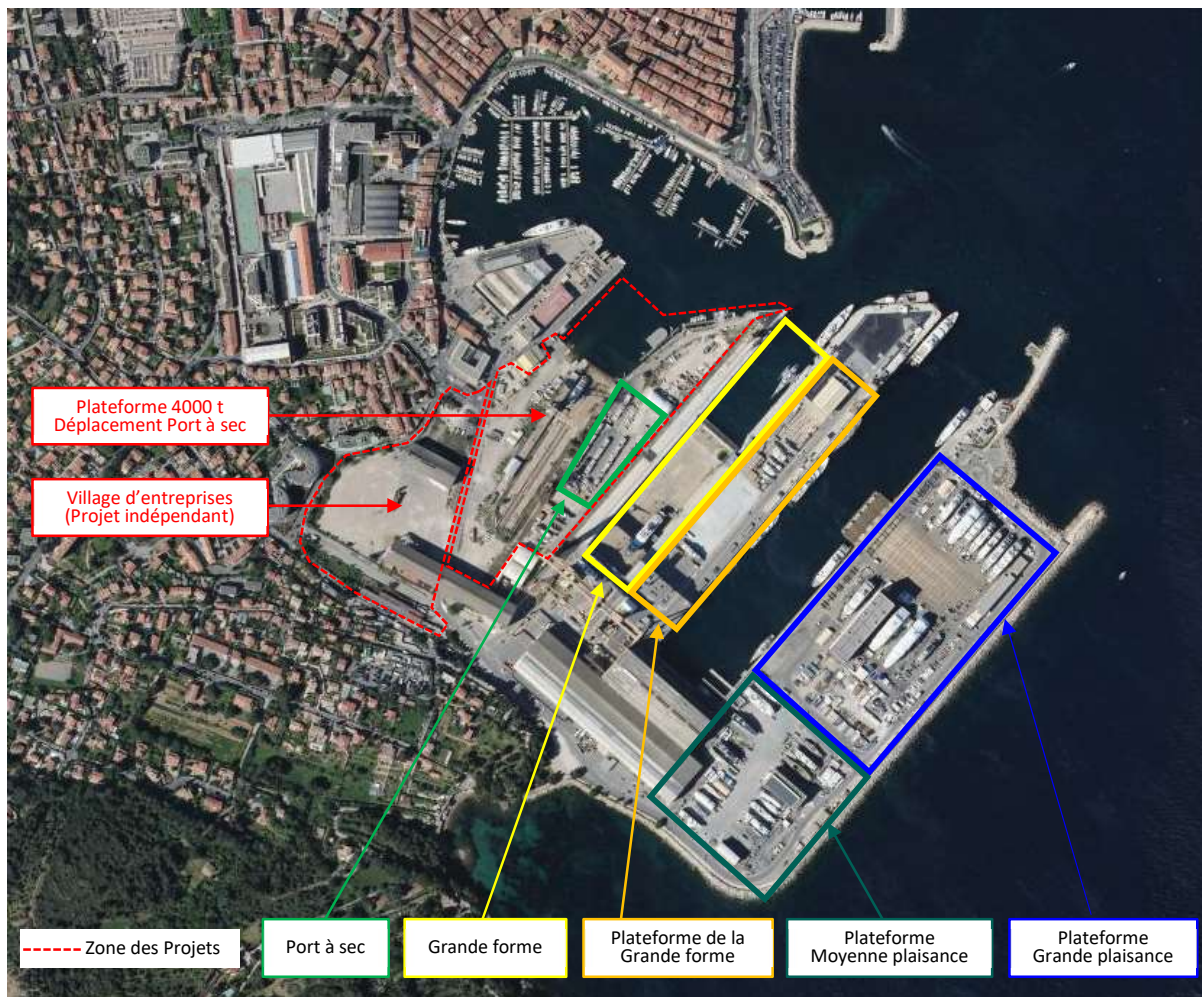 Plateforme 4000 t
Déplacement Port à sec
Village d’entreprises
(Projet indépendant)
Zone des Projets
Port à sec
Grande forme
Plateforme de la
Grande forme
Plateforme
Moyenne plaisance
Plateforme
Grande plaisance